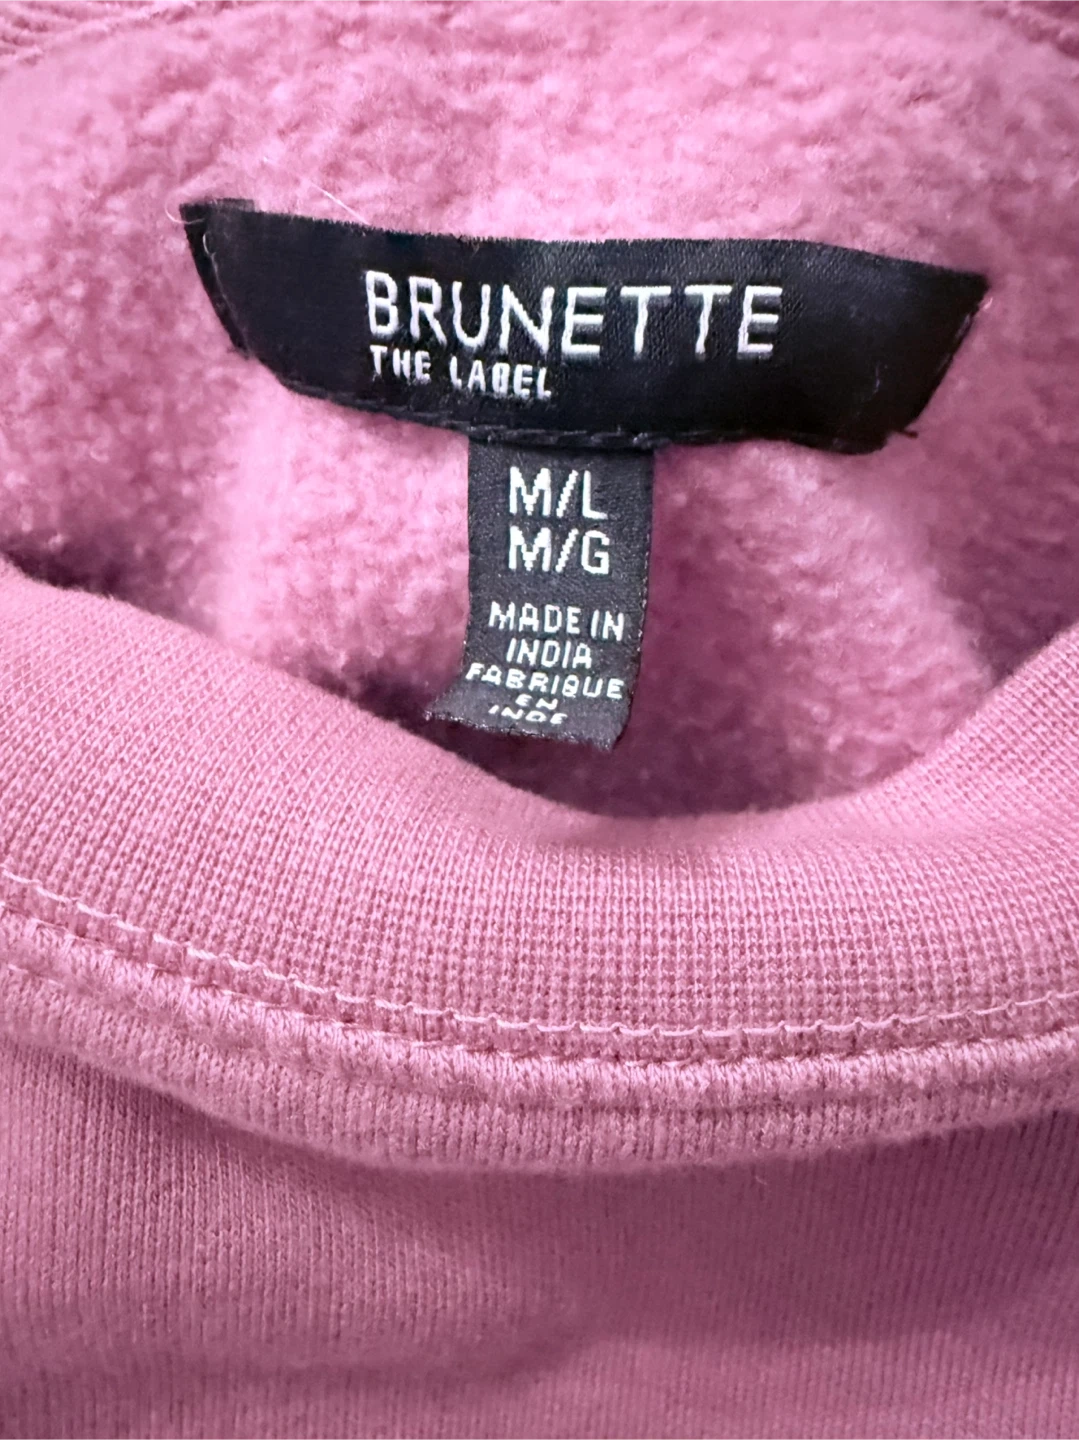 BRUNETTE
THE LABEL
M/L
M/G
MADE IN
INDIA
FABRIQUE
EN
INDE